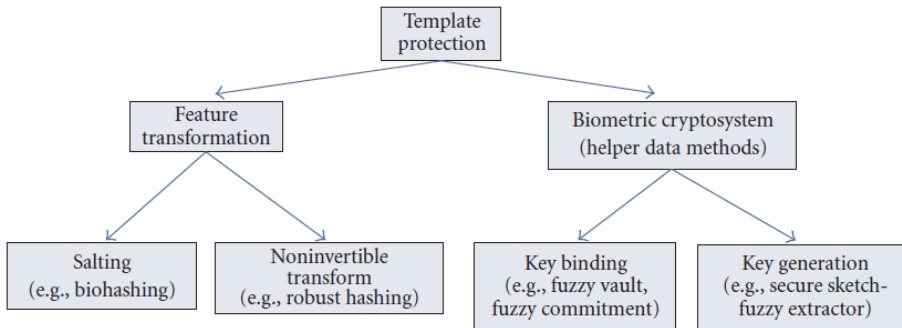 Template
protection
Feature
transformation
Biometric cryptosystem
(helper data methods)
Salting
(e.g., biohashing)
Noninvertible
transform
(e.g., robust hashing)
Key binding
(e.g., fuzzy vault,
fuzzy commitment)
Key generation
(e.g., secure sketch-
fuzzy extractor)